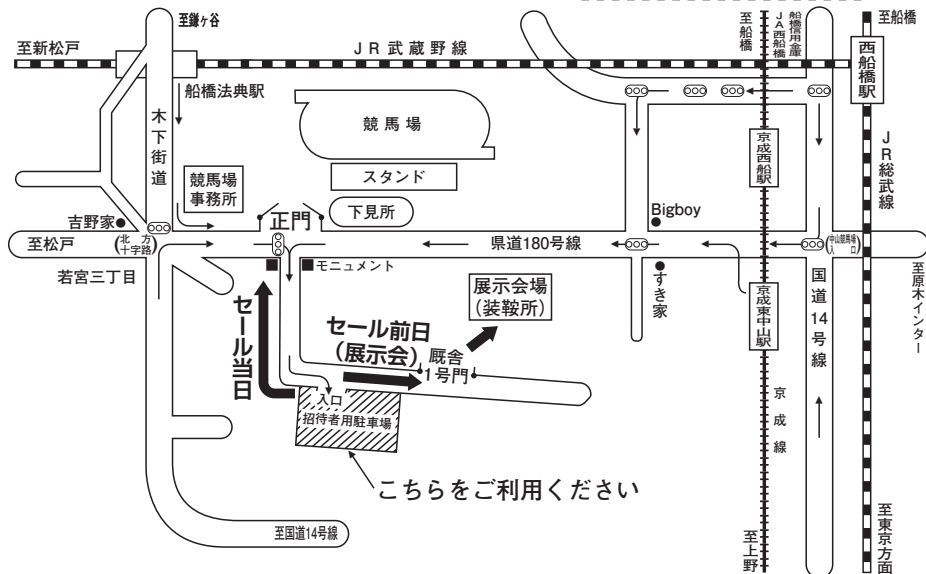 至鎌ヶ谷
至船橋
船橋信用金庫
JA西船橋
至船橋
至新松戸
JR武蔵野線
西船橋駅
船橋法典駅
木下街道
競馬場
スタンド
京成西船駅
JR総武線
競馬場
事務所
正門
下見所
Bigboy
吉野家
至松戸
北方
十字路
県道180号線
中山競馬場
入口
若宮三丁目
モニュメント
展示会場
(装鞍所)
すき家
京成東中山駅
国道14号線
至原木インター
セール当日
セール前日
(展示会)
厩舎
1号門
入口
招待者用駐車場
京成線
こちらをご利用ください
至国道14号線
至上野
至東京方面